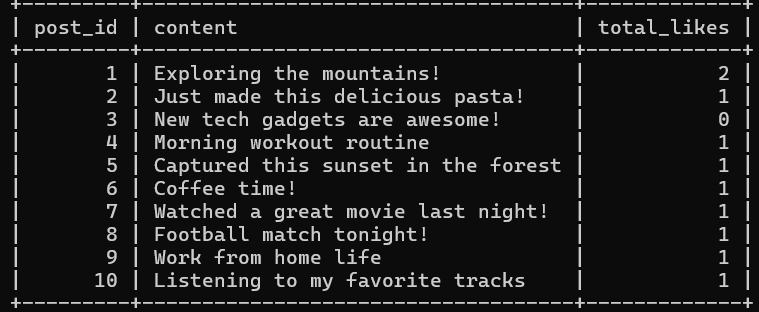 post_id | content | total_likes
1 | Exploring the mountains! | 2
2 | Just made this delicious pasta! | 1
3 | New tech gadgets are awesome! | 0
4 | Morning workout routine | 1
5 | Captured this sunset in the forest | 1
6 | Coffee time! | 1
7 | Watched a great movie last night! | 1
8 | Football match tonight! | 1
9 | Work from home life | 1
10 | Listening to my favorite tracks | 1